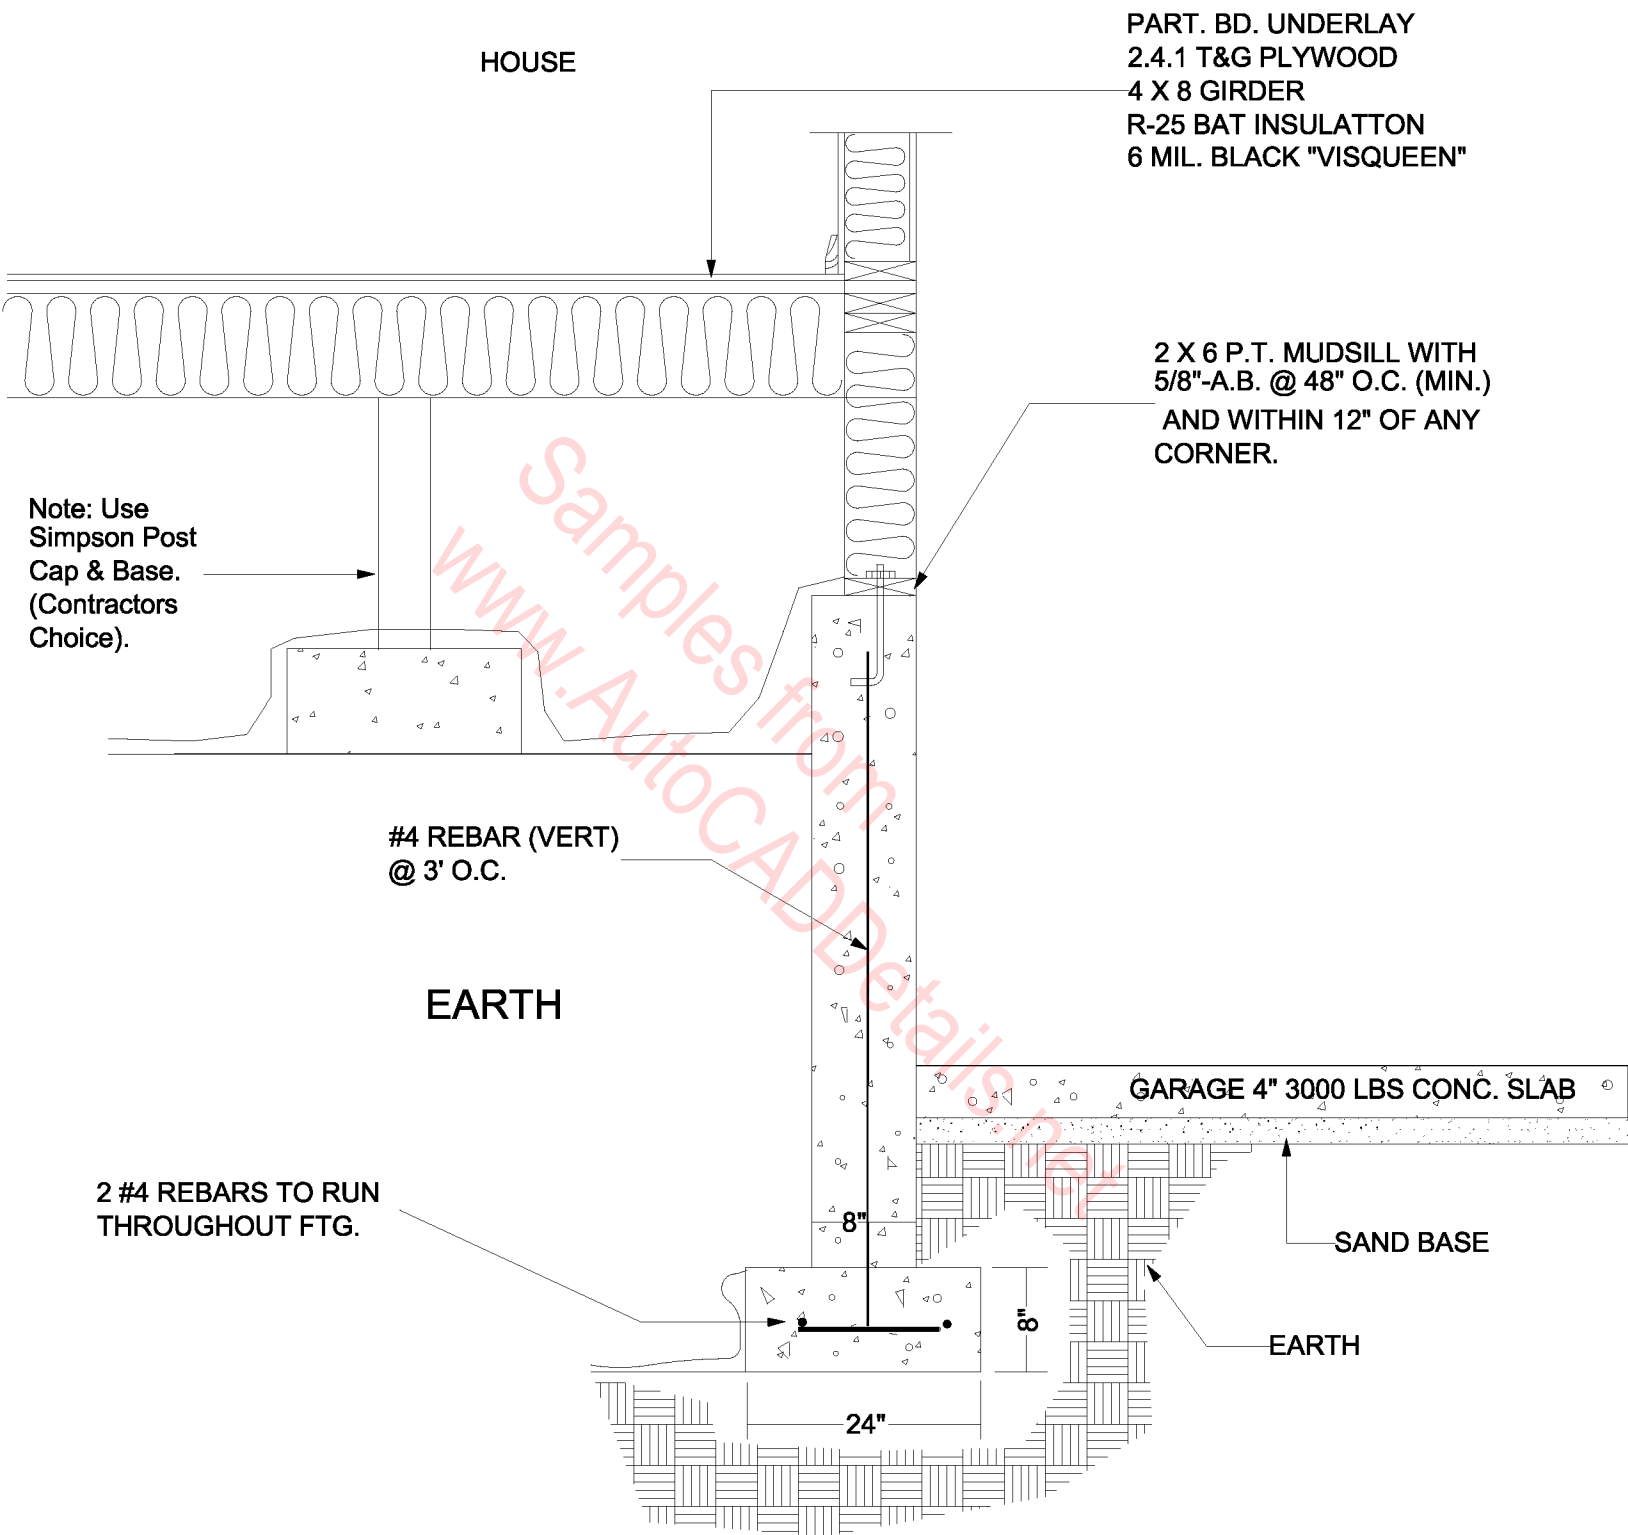 HOUSE
PART. BD. UNDERLAY
2.4.1 T&G PLYWOOD
4 X 8 GIRDER
R-25 BAT INSULATTON
6 MIL. BLACK "VISQUEEN"
2 X 6 P.T. MUDSILL WITH
5/8"-A.B. @ 48" O.C. (MIN.)
AND WITHIN 12" OF ANY
CORNER.
Note: Use
Simpson Post
Cap & Base.
(Contractors
Choice).
Samples from
www.AutoCADDetails.net
#4 REBAR (VERT)
@ 3' O.C.
EARTH
GARAGE 4" 3000 LBS CONC. SLAB
2 #4 REBARS TO RUN
THROUGHOUT FTG.
8"
SAND BASE
8"
EARTH
24"